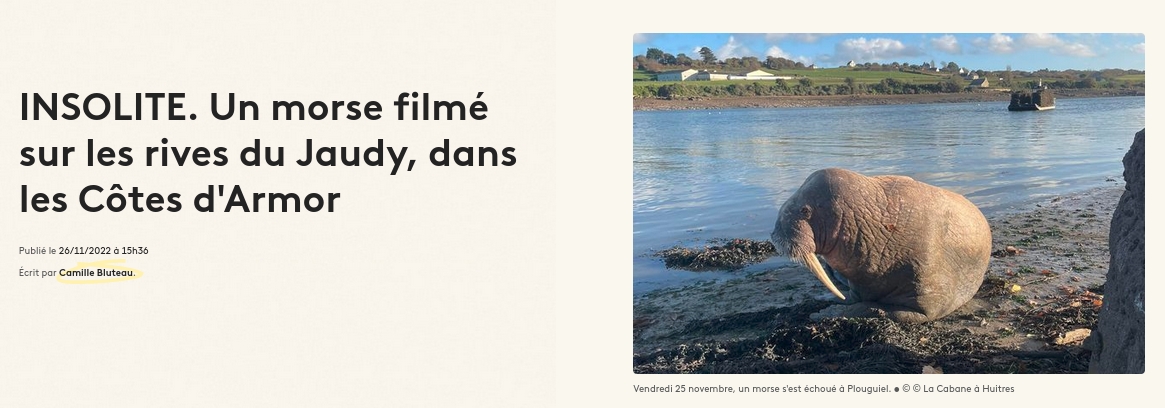 INSOLITE. Un morse filmé
sur les rives du Jaudy, dans
les Côtes d'Armor
Publié le 26/11/2022 à 15h36
Écrit par Camille Bluteau.
Vendredi 25 novembre, un morse s'est échoué à Plouguiel. • © © La Cabane à Huitres